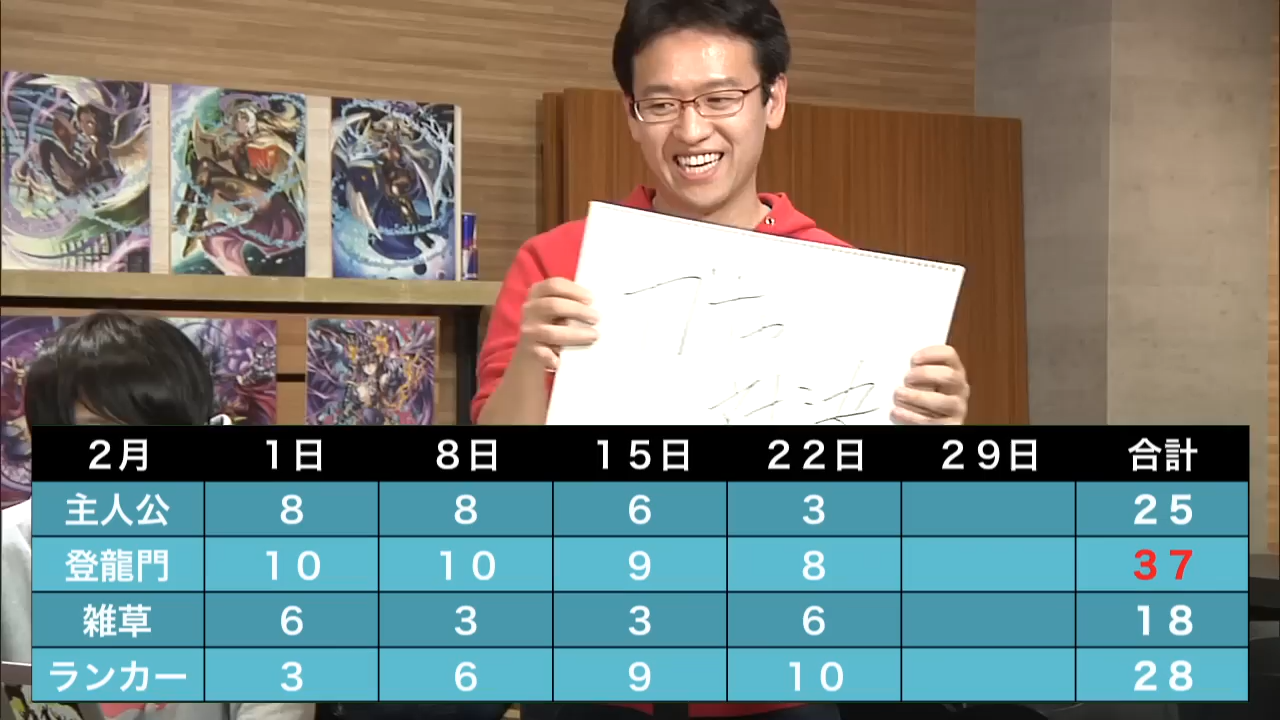 2月 1日 8日 15日 22日 29日 合計
主人公 8 8 6 3 25
登龍門 10 10 9 8 37
雑草 6 3 3 6 18
ランカー 3 6 9 10 28